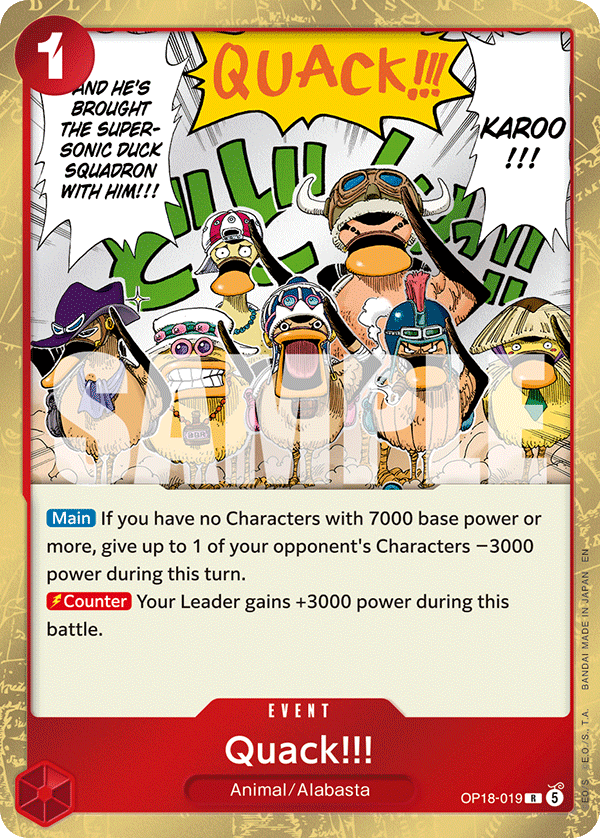 1
AND HE'S
BROUGHT
THE SUPER-
SONIC DUCK
SQUADRON
WITH HIM!!!
QUACK!!!
KAROO
!!!
SAMPLE
Main If you have no Characters with 7000 base power or
more, give up to 1 of your opponent's Characters −3000
power during this turn.
Counter Your Leader gains +3000 power during this
battle.
EVENT
Quack!!!
Animal/Alabasta
OP18-019 R 5
©E.O./S., T.A. BANDAI MADE IN JAPAN EN